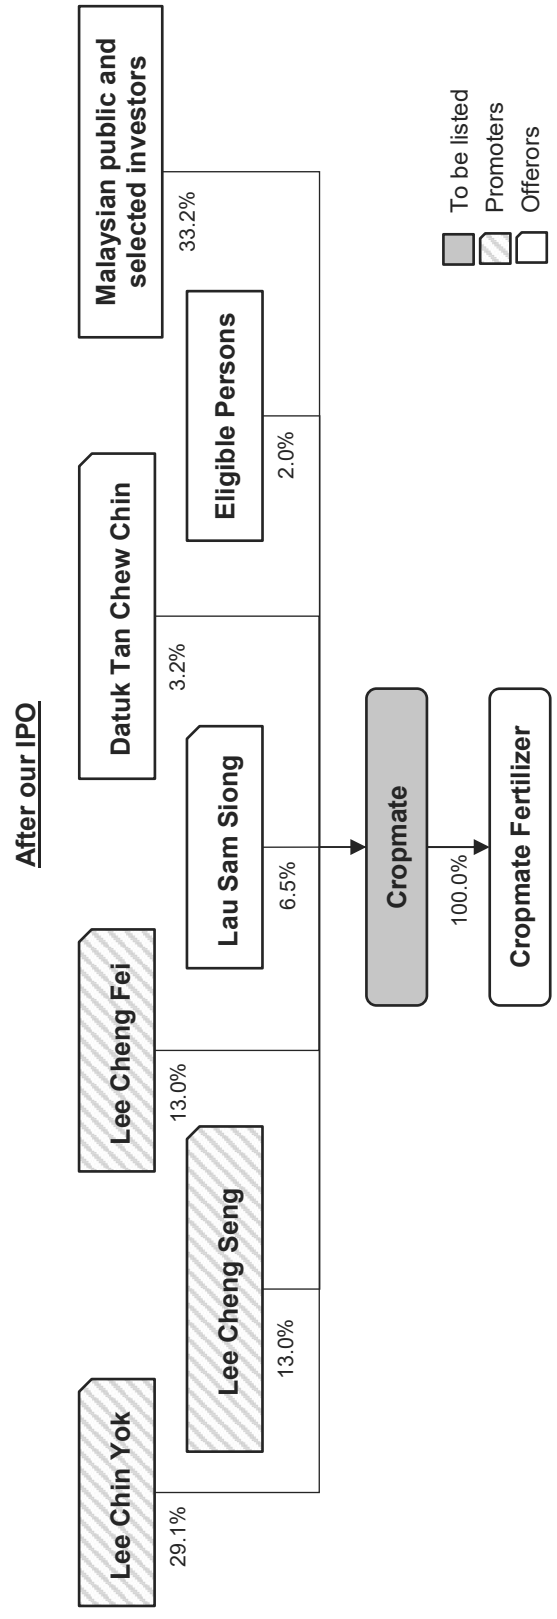 After our IPO
Lee Chin Yok
29.1%
Lee Cheng Seng
13.0%
Lee Cheng Fei
13.0%
Lau Sam Siong
6.5%
Datuk Tan Chew Chin
3.2%
Eligible Persons
2.0%
Malaysian public and
selected investors
33.2%
Cropmate
100.0%
Cropmate Fertilizer
To be listed
Promoters
Offerors